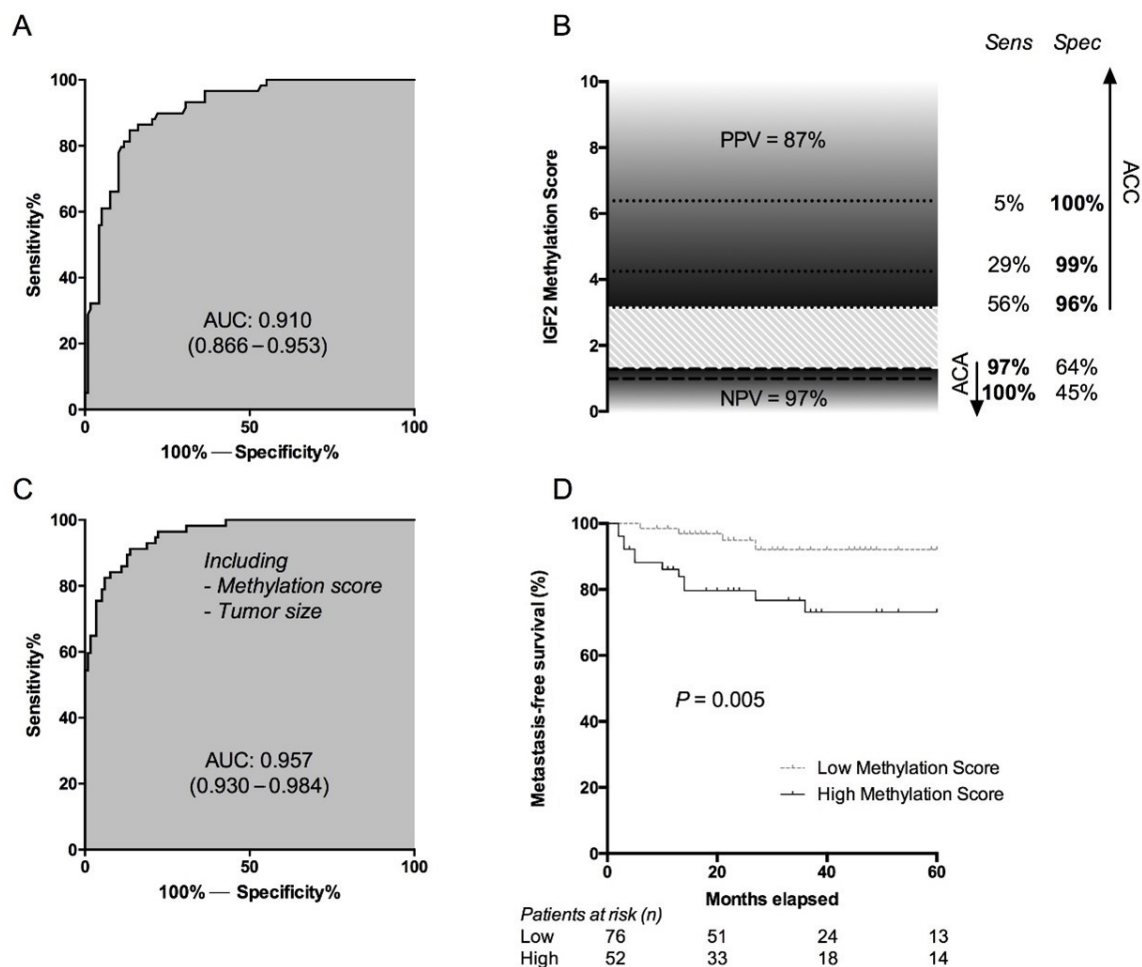 A
100
80
60
40
20
0
Sensitivity%
AUC: 0.910
(0.866 – 0.953)
0
50
100
100% — Specificity%
B
Sens Spec
10
8
6
4
2
0
IGF2 Methylation Score
PPV = 87%
NPV = 97%
5% 100%
29% 99%
56% 96%
97% 64%
100% 45%
ACC
ACA
C
100
80
60
40
20
0
Sensitivity%
Including
- Methylation score
- Tumor size
AUC: 0.957
(0.930 – 0.984)
0
50
100
100% — Specificity%
D
100
80
60
40
20
0
Metastasis-free survival (%)
P = 0.005
Low Methylation Score
High Methylation Score
0
20
40
60
Months elapsed
Patients at risk (n)
Low 76 51 24 13
High 52 33 18 14